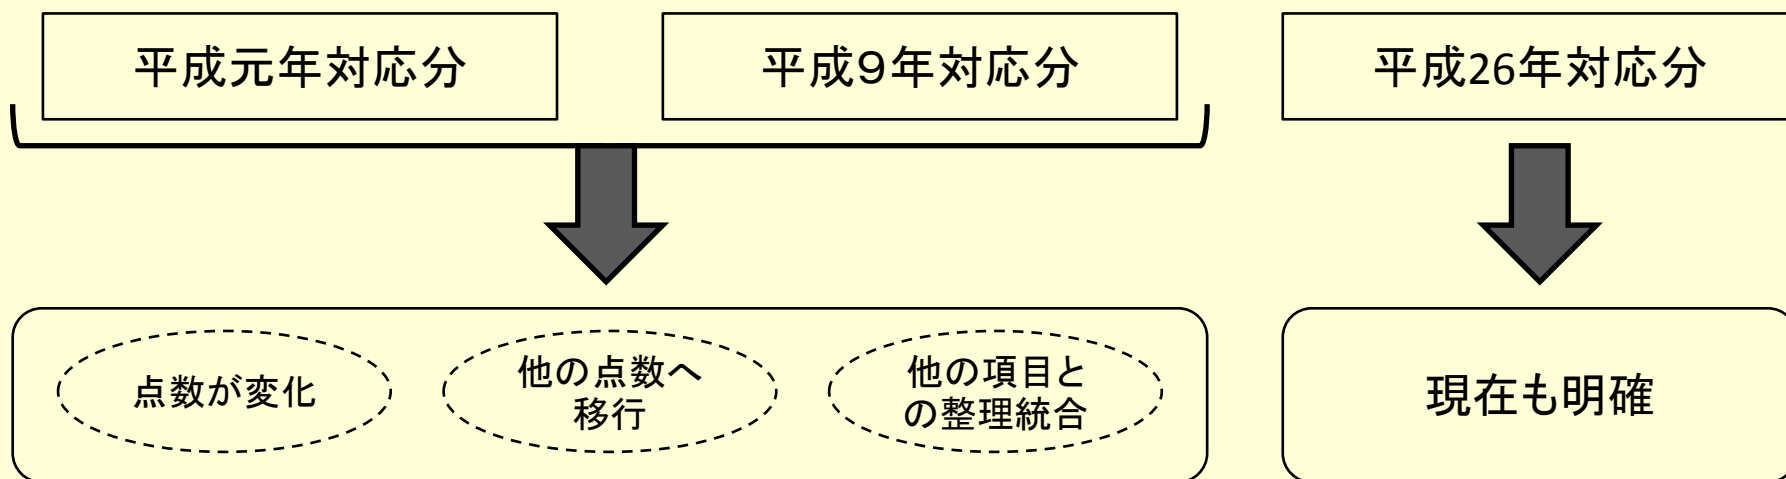 平成元年対応分
平成９年対応分
平成26年対応分
点数が変化
他の点数へ
移行
他の項目と
の整理統合
現在も明確